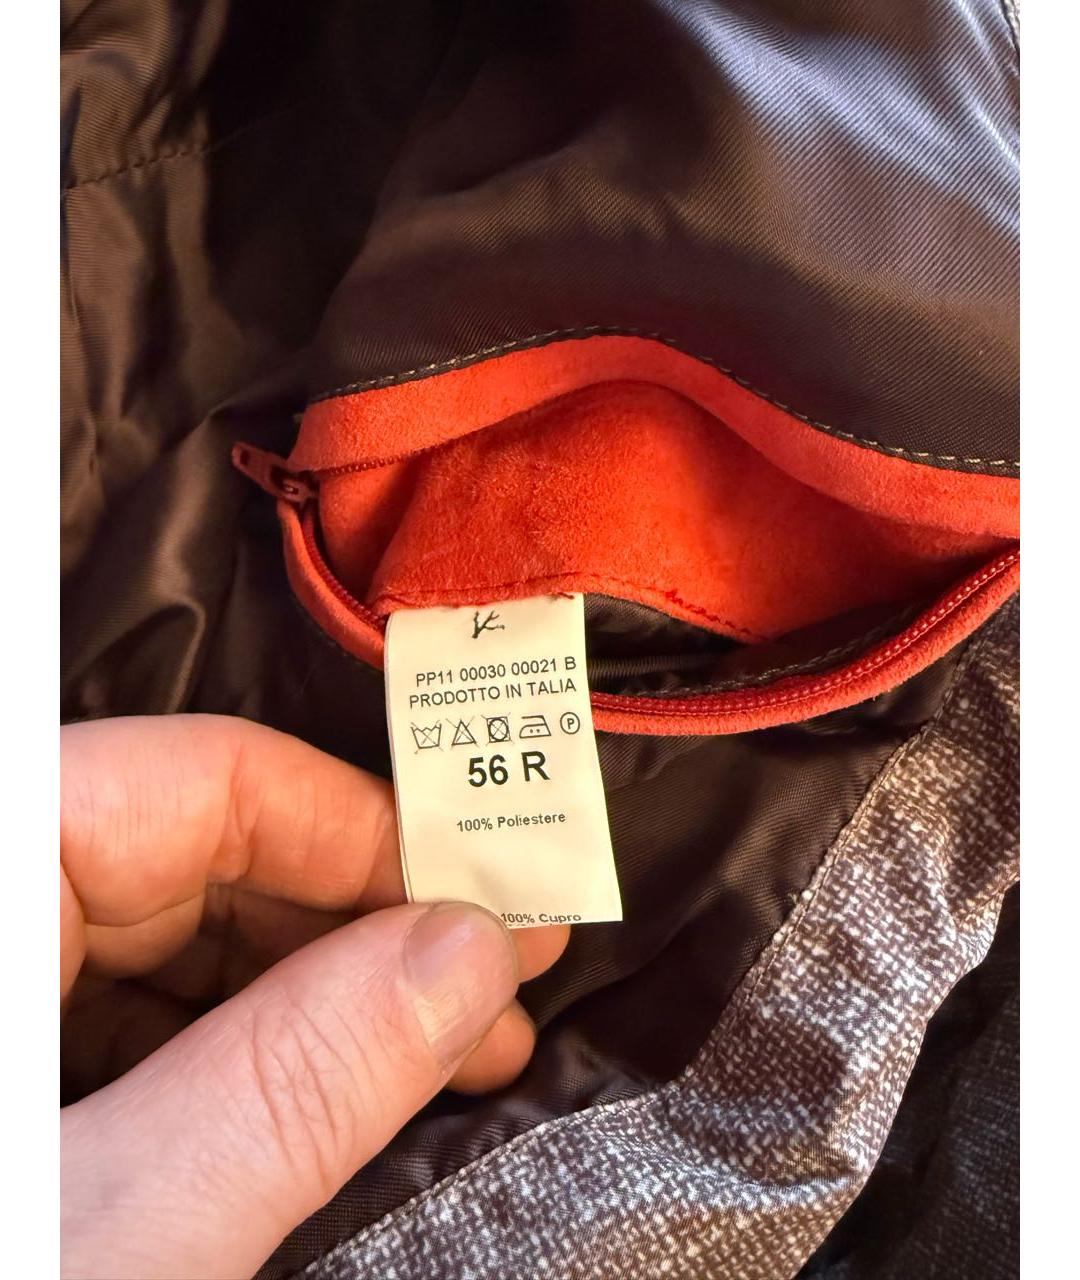 PP11 00030 00021 B
PRODOTTO IN TALIA
P
56 R
100% Poliestere
100% Cupro